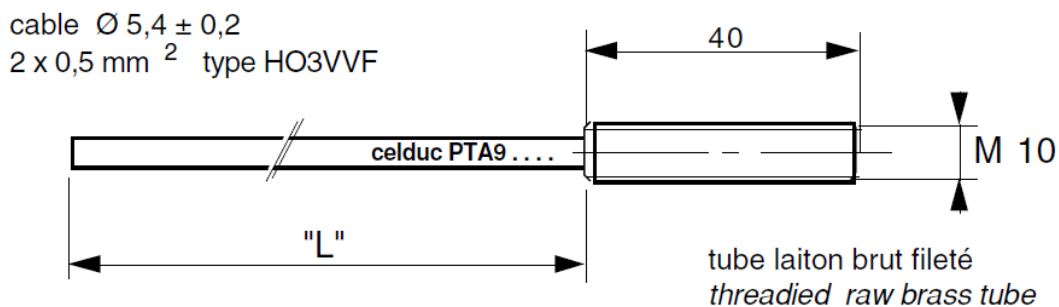 cable Ø 5,4 ± 0,2
2 x 0,5 mm 2 type HO3VVF
40
celduc PTA9 . . . .
M 10
"L"
tube laiton brut fileté
threadied raw brass tube